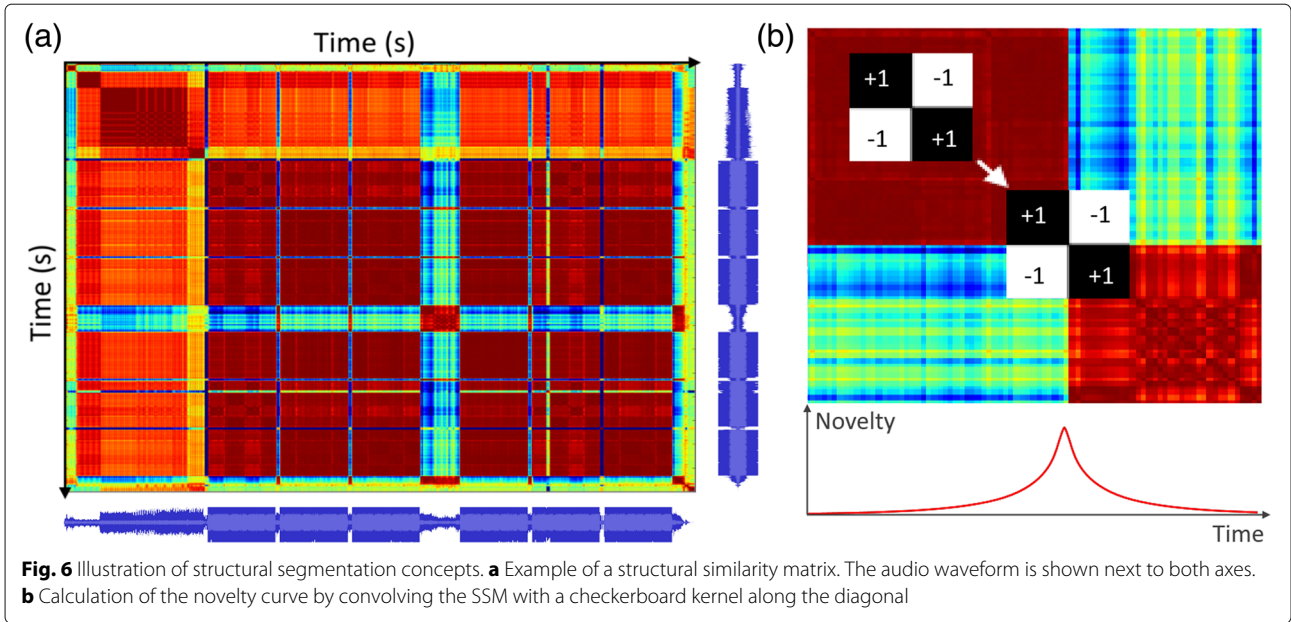 (a)
Time (s)
Time (s)
(b)
+1 -1
-1 +1
+1 -1
-1 +1
Novelty
Time
Fig. 6 Illustration of structural segmentation concepts. a Example of a structural similarity matrix. The audio waveform is shown next to both axes.
b Calculation of the novelty curve by convolving the SSM with a checkerboard kernel along the diagonal